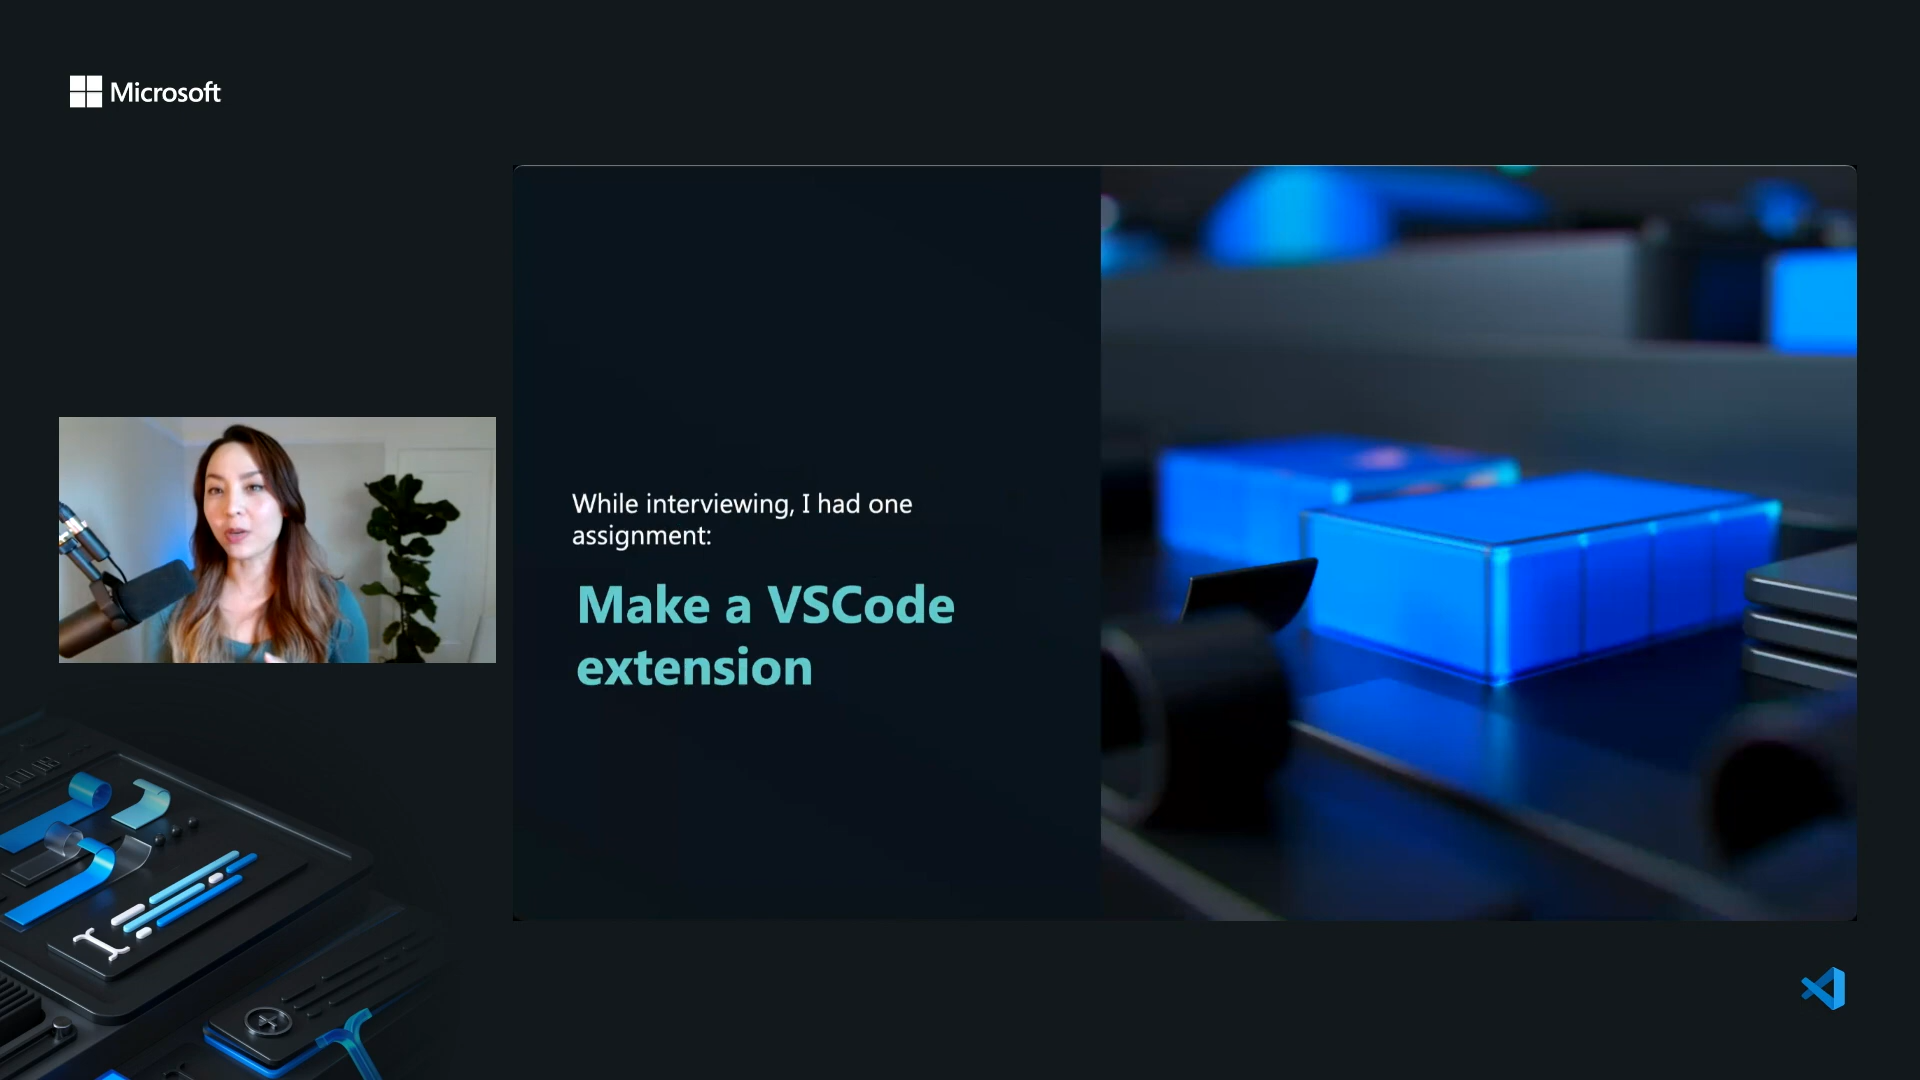 Microsoft
While interviewing, I had one
assignment:
Make a VSCode
extension